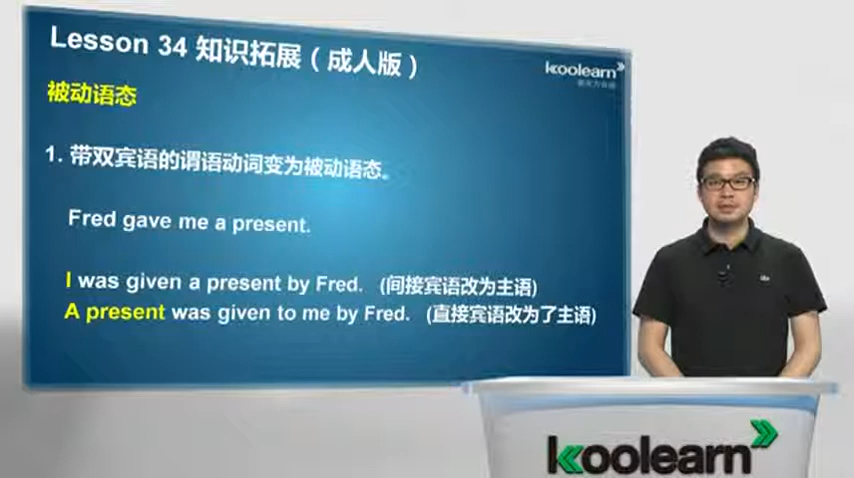 Lesson 34 知识拓展（成人版）
koolearn
被动语态
1. 带双宾语的谓语动词变为被动语态。
Fred gave me a present.
I was given a present by Fred. (间接宾语改为主语)
A present was given to me by Fred. (直接宾语改为了主语)
koolearn